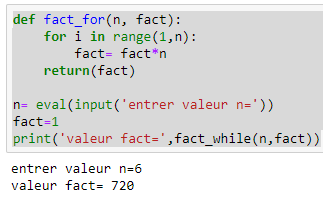 def fact_for(n, fact):
    for i in range(1,n):
        fact= fact*n
    return(fact)

n= eval(input('entrer valeur n='))
fact=1
print('valeur fact=',fact_while(n,fact))
entrer valeur n=6
valeur fact= 720